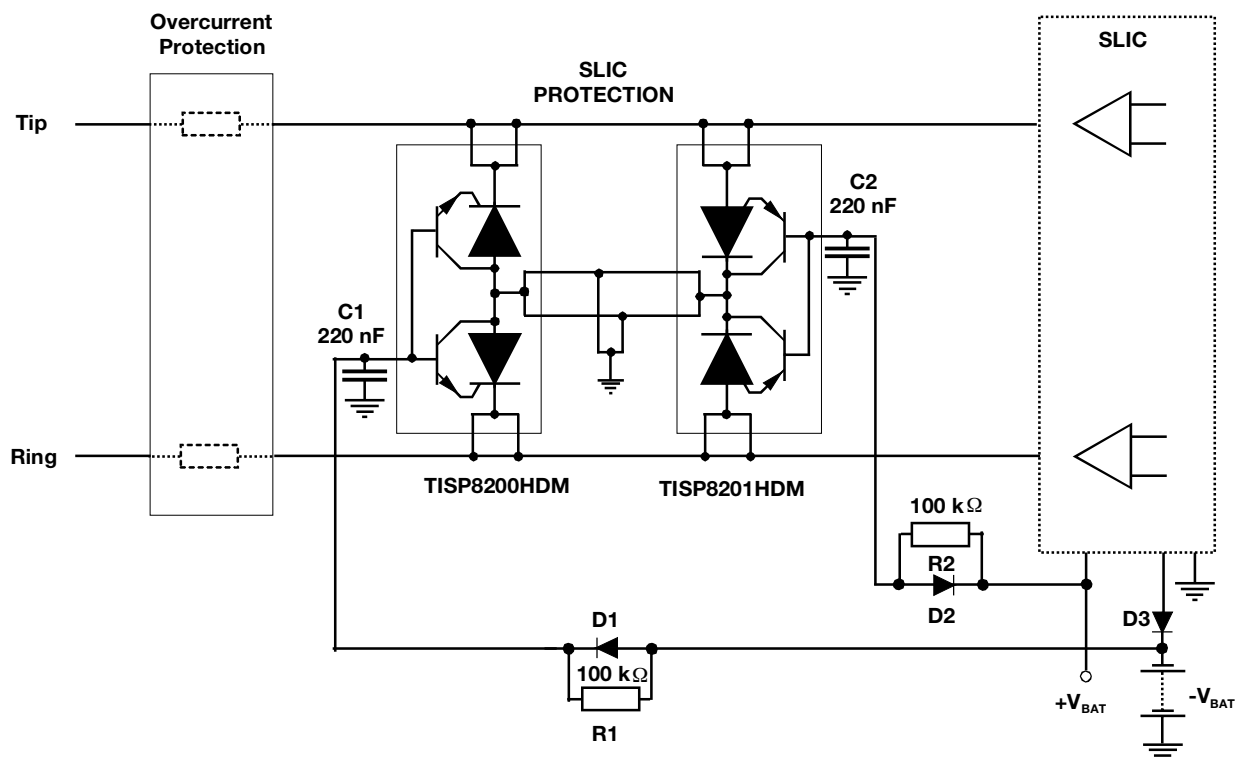 Overcurrent
Protection
SLIC
SLIC
PROTECTION
Tip
C2
220 nF
C1
220 nF
Ring
TISP8200HDM
TISP8201HDM
100 kΩ
R2
D2
D1
D3
100 kΩ
R1
+VBAT
-VBAT